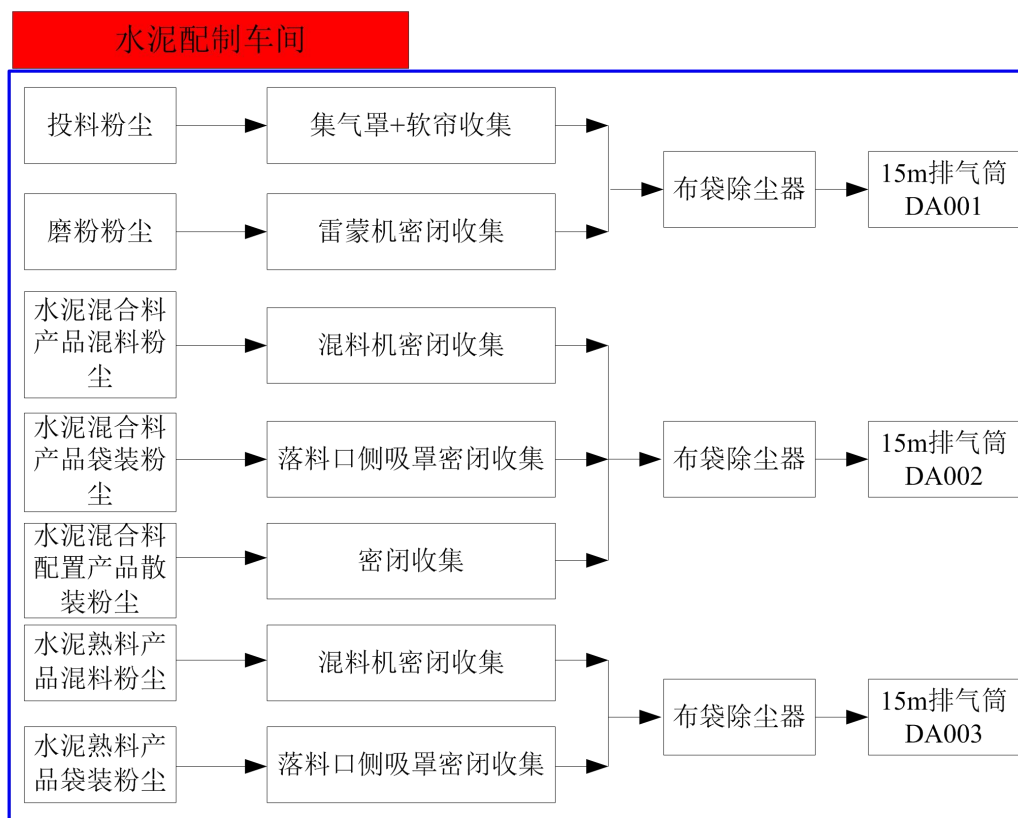 水泥配制车间
投料粉尘
集气罩+软帘收集
布袋除尘器
15m排气筒
DA001
磨粉粉尘
雷蒙机密闭收集
水泥混合料
产品混料粉
尘
混料机密闭收集
水泥混合料
产品袋装粉
尘
落料口侧吸罩密闭收集
布袋除尘器
15m排气筒
DA002
水泥混合料
配置产品散
装粉尘
密闭收集
水泥熟料产
品混料粉尘
混料机密闭收集
布袋除尘器
15m排气筒
DA003
水泥熟料产
品袋装粉尘
落料口侧吸罩密闭收集